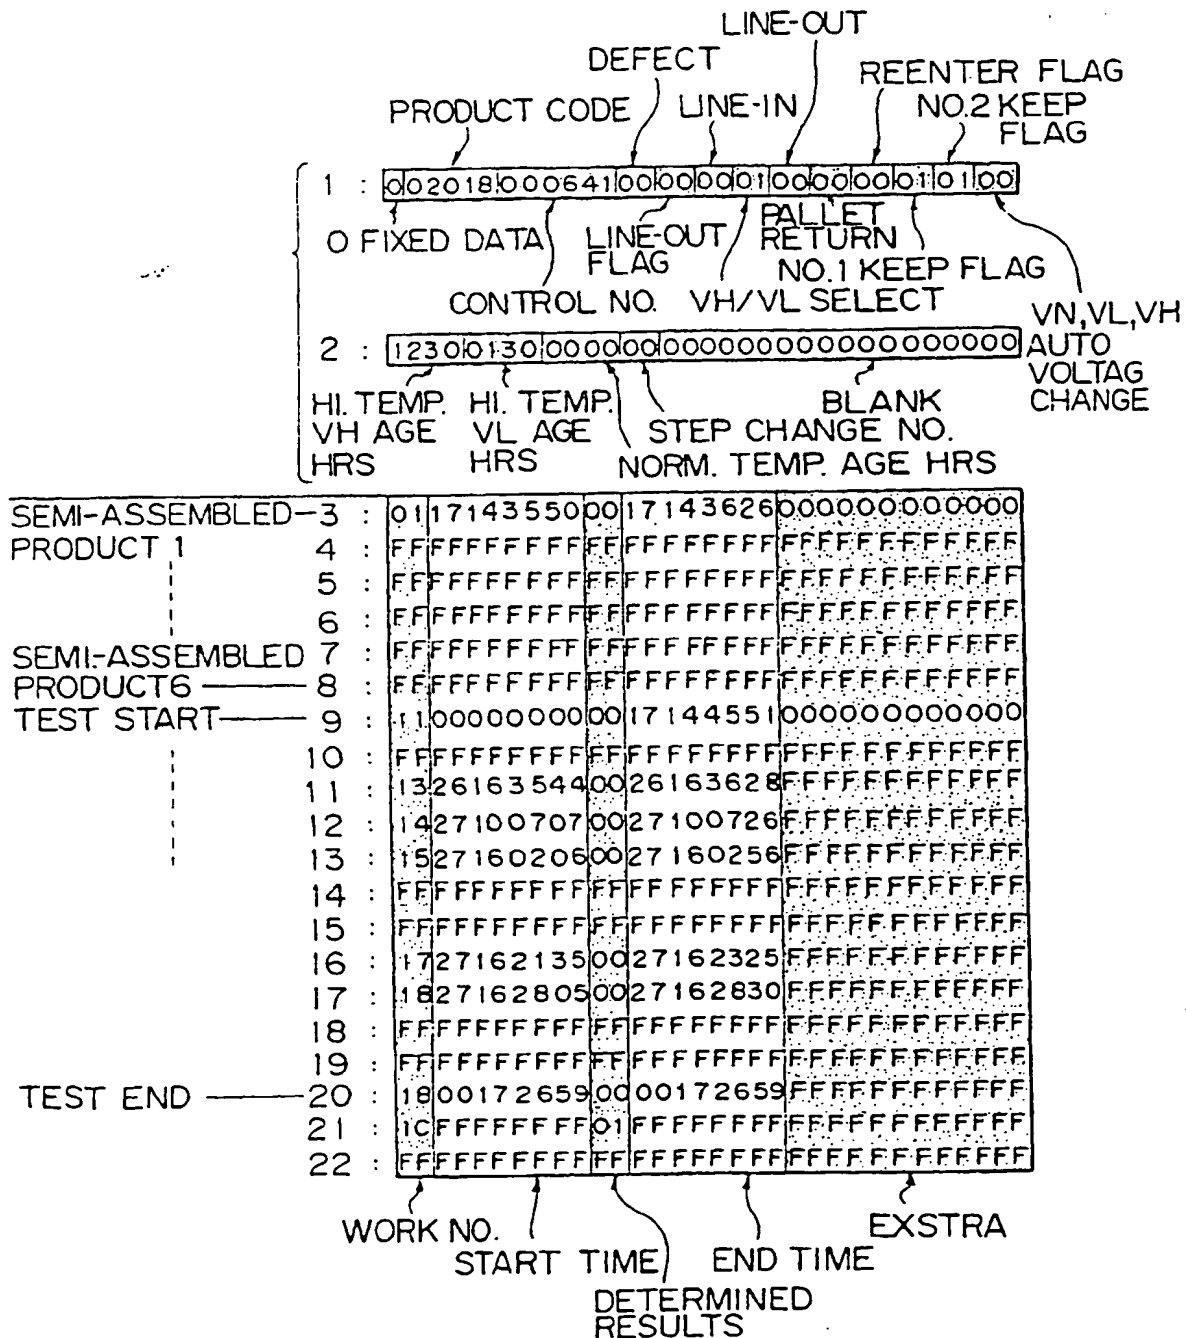 LINE-OUT
DEFECT
REENTER FLAG
PRODUCT CODE
LINE-IN
NO.2 KEEP
FLAG
1 : 0 02018 000641 00 00 00 01 00 00 00 01 01 00
0 FIXED DATA
LINE-OUT
FLAG
PALLET
RETURN
NO.1 KEEP FLAG
CONTROL NO.
VH/VL SELECT
VN,VL,VH
AUTO
VOLTAG
CHANGE
2 : 1230 0130 0000 00 000000000000000000
HI. TEMP.
VH AGE
HRS
HI. TEMP.
VL AGE
HRS
BLANK
STEP CHANGE NO.
NORM. TEMP. AGE HRS
SEMI-ASSEMBLED
PRODUCT 1
3 : 01 17143550 00 17143626 000000000000
4 : FF FFFFFFFF FF FFFFFFFF FFFFFFFFFFFF
5 : FF FFFFFFFF FF FFFFFFFF FFFFFFFFFFFF
6 : FF FFFFFFFF FF FFFFFFFF FFFFFFFFFFFF
SEMI-ASSEMBLED
PRODUCT6
7 : FF FFFFFFFF FF FFFFFFFF FFFFFFFFFFFF
8 : FF FFFFFFFF FF FFFFFFFF FFFFFFFFFFFF
TEST START
9 : 11 00000000 00 17144551 000000000000
10 : FF FFFFFFFF FF FFFFFFFF FFFFFFFFFFFF
11 : 13 26163544 00 26163628 FFFFFFFFFFFF
12 : 14 27100707 00 27100726 FFFFFFFFFFFF
13 : 15 27160206 00 27160256 FFFFFFFFFFFF
14 : FF FFFFFFFF FF FFFFFFFF FFFFFFFFFFFF
15 : FF FFFFFFFF FF FFFFFFFF FFFFFFFFFFFF
16 : 17 27162135 00 27162325 FFFFFFFFFFFF
17 : 18 27162805 00 27162830 FFFFFFFFFFFF
18 : FF FFFFFFFF FF FFFFFFFF FFFFFFFFFFFF
19 : FF FFFFFFFF FF FFFFFFFF FFFFFFFFFFFF
TEST END
20 : 18 00172659 00 00172659 FFFFFFFFFFFF
21 : 1C FFFFFFFF 01 FFFFFFFF FFFFFFFFFFFF
22 : FF FFFFFFFF FF FFFFFFFF FFFFFFFFFFFF
WORK NO.
EXSTRA
START TIME
END TIME
DETERMINED
RESULTS